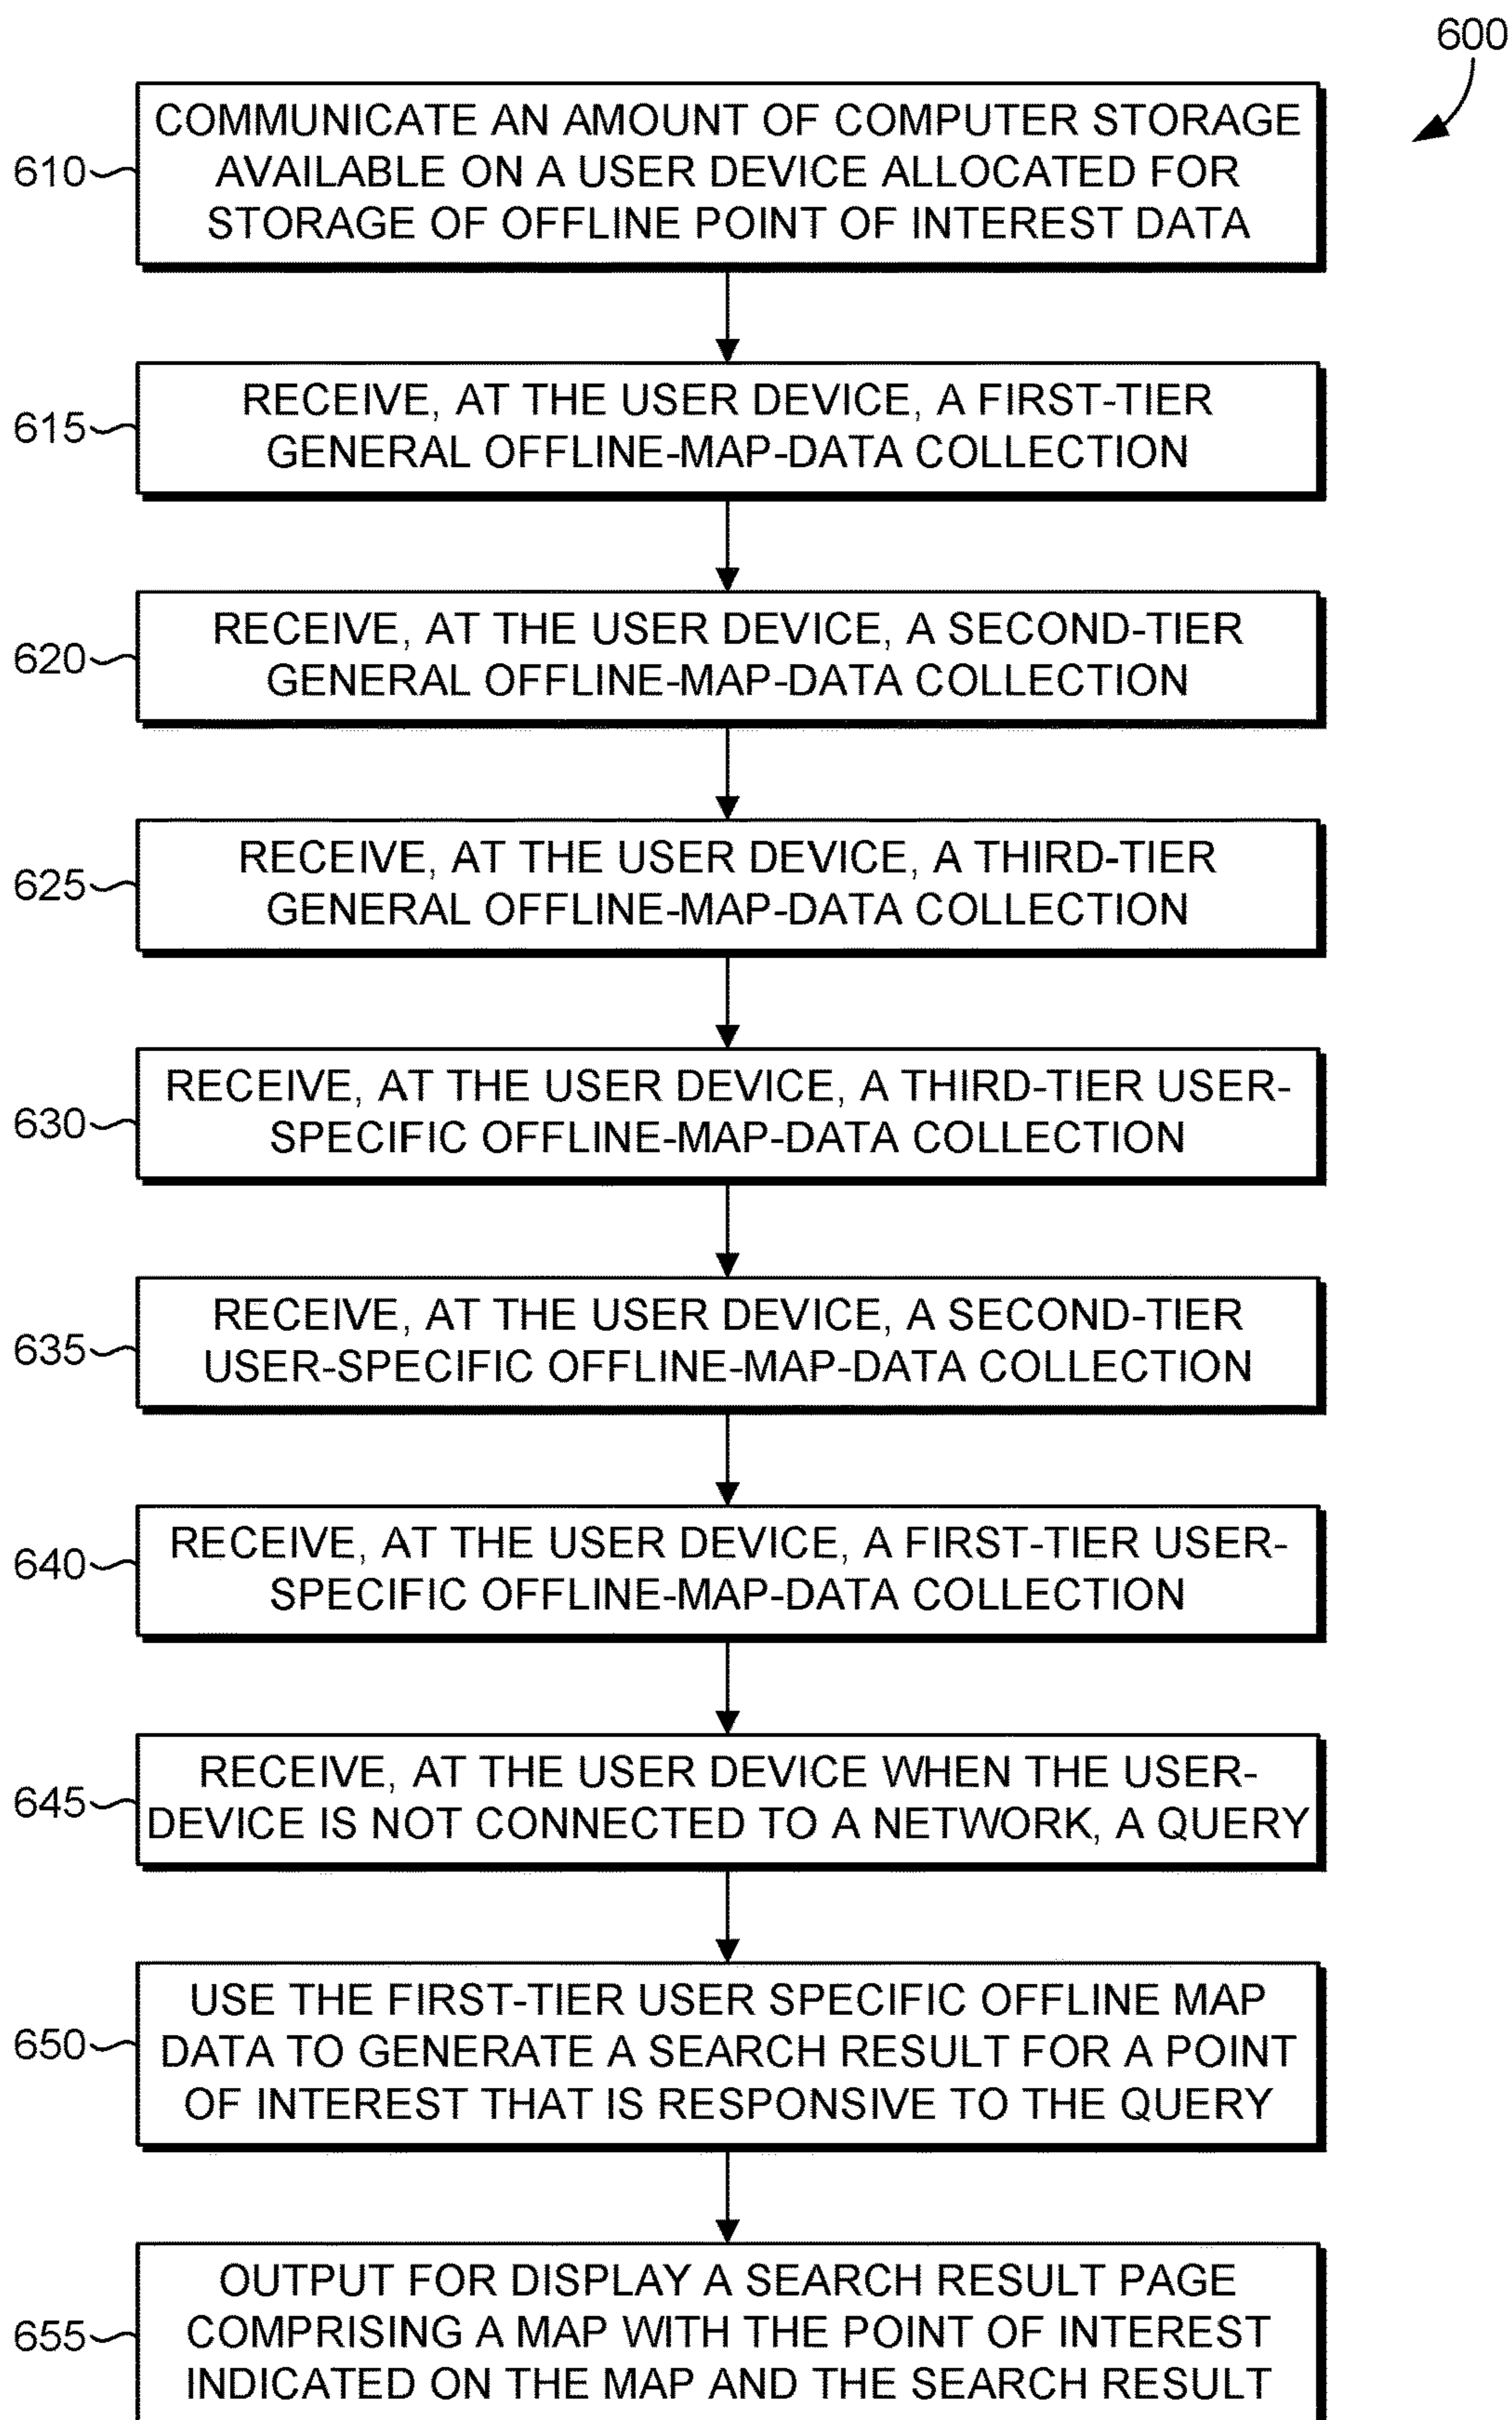 600
COMMUNICATE AN AMOUNT OF COMPUTER STORAGE
AVAILABLE ON A USER DEVICE ALLOCATED FOR
STORAGE OF OFFLINE POINT OF INTEREST DATA
610
RECEIVE, AT THE USER DEVICE, A FIRST-TIER
GENERAL OFFLINE-MAP-DATA COLLECTION
615
RECEIVE, AT THE USER DEVICE, A SECOND-TIER
GENERAL OFFLINE-MAP-DATA COLLECTION
620
RECEIVE, AT THE USER DEVICE, A THIRD-TIER
GENERAL OFFLINE-MAP-DATA COLLECTION
625
RECEIVE, AT THE USER DEVICE, A THIRD-TIER USER-
SPECIFIC OFFLINE-MAP-DATA COLLECTION
630
RECEIVE, AT THE USER DEVICE, A SECOND-TIER
USER-SPECIFIC OFFLINE-MAP-DATA COLLECTION
635
RECEIVE, AT THE USER DEVICE, A FIRST-TIER USER-
SPECIFIC OFFLINE-MAP-DATA COLLECTION
640
RECEIVE, AT THE USER DEVICE WHEN THE USER-
DEVICE IS NOT CONNECTED TO A NETWORK, A QUERY
645
USE THE FIRST-TIER USER SPECIFIC OFFLINE MAP
DATA TO GENERATE A SEARCH RESULT FOR A POINT
OF INTEREST THAT IS RESPONSIVE TO THE QUERY
650
OUTPUT FOR DISPLAY A SEARCH RESULT PAGE
COMPRISING A MAP WITH THE POINT OF INTEREST
INDICATED ON THE MAP AND THE SEARCH RESULT
655